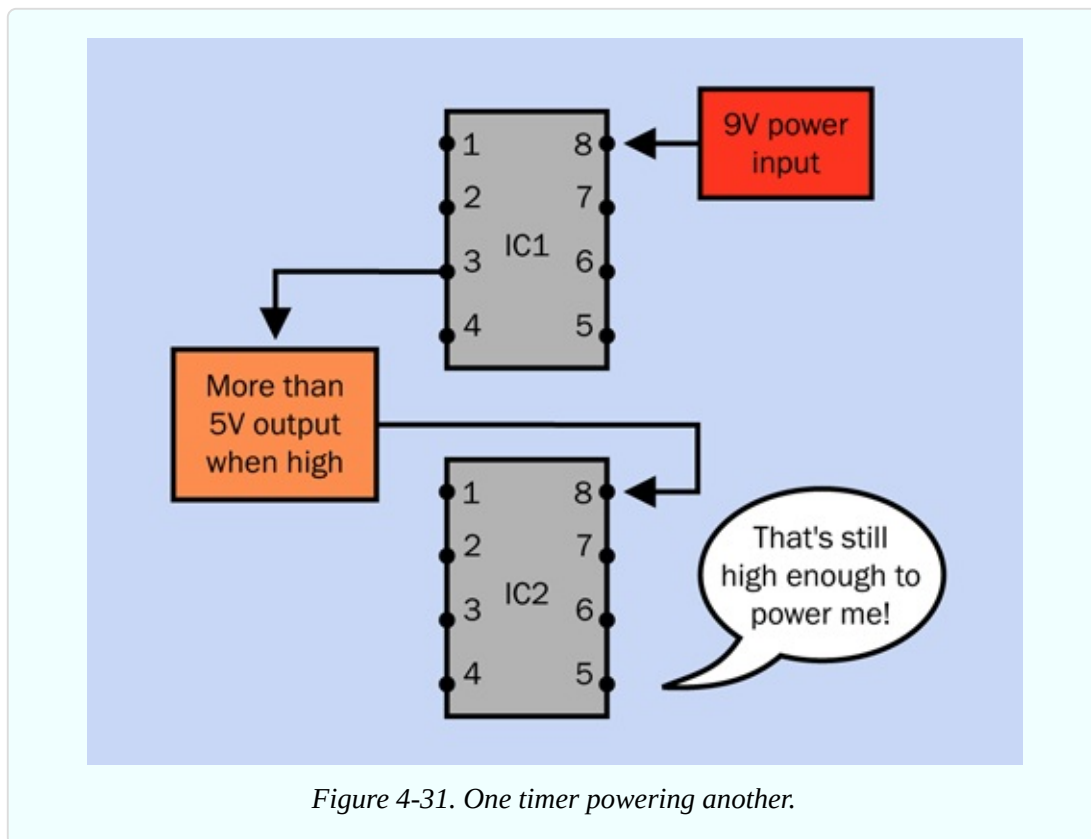 9V power
input
1
8
2
7
IC1
3
6
4
5
More than
5V output
when high
1
8
2
7
IC2
3
6
4
5
That's still
high enough to
power me!
Figure 4-31. One timer powering another.